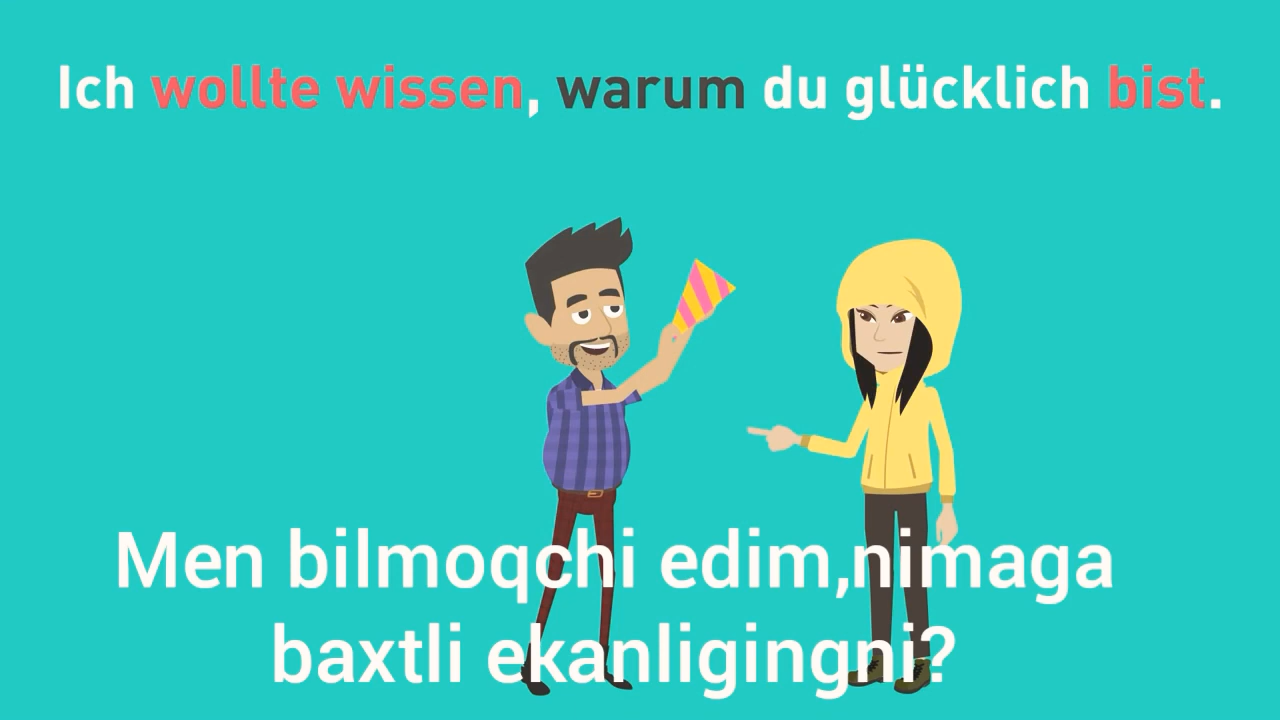 Ich wollte wissen, warum du glücklich bist.
Men bilmoqchi edim,nimaga
baxtli ekanligingni?